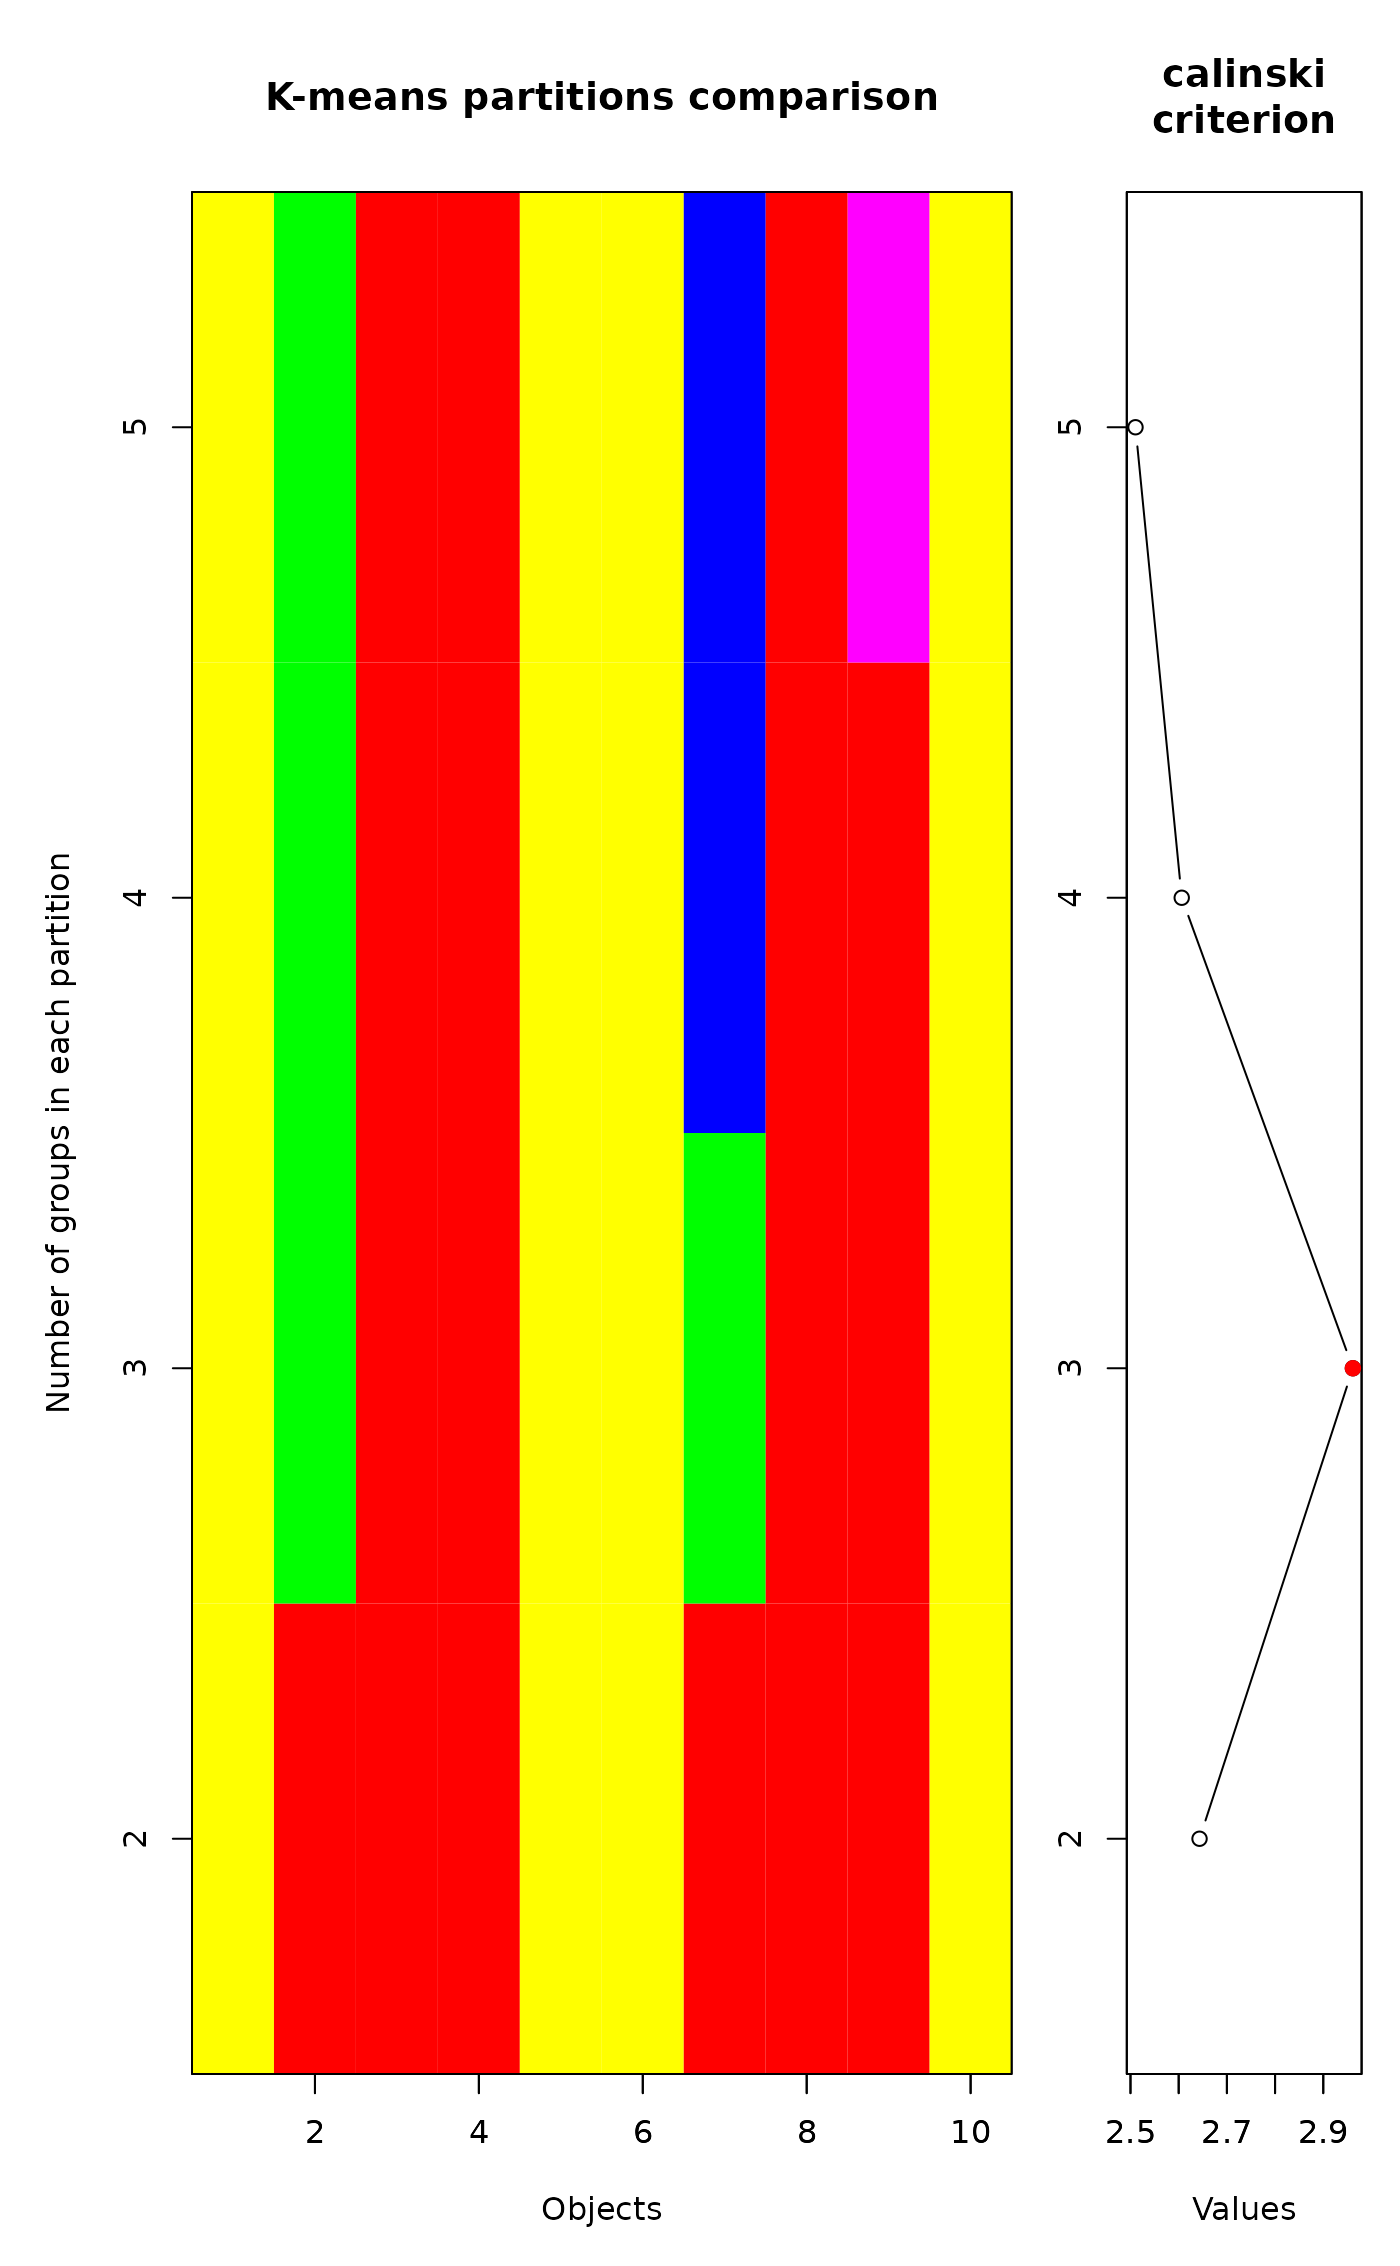 K-means partitions comparison
calinski
criterion
Number of groups in each partition
5
4
3
2
2 4 6 8 10
Objects
5
4
3
2
2.5 2.7 2.9
Values